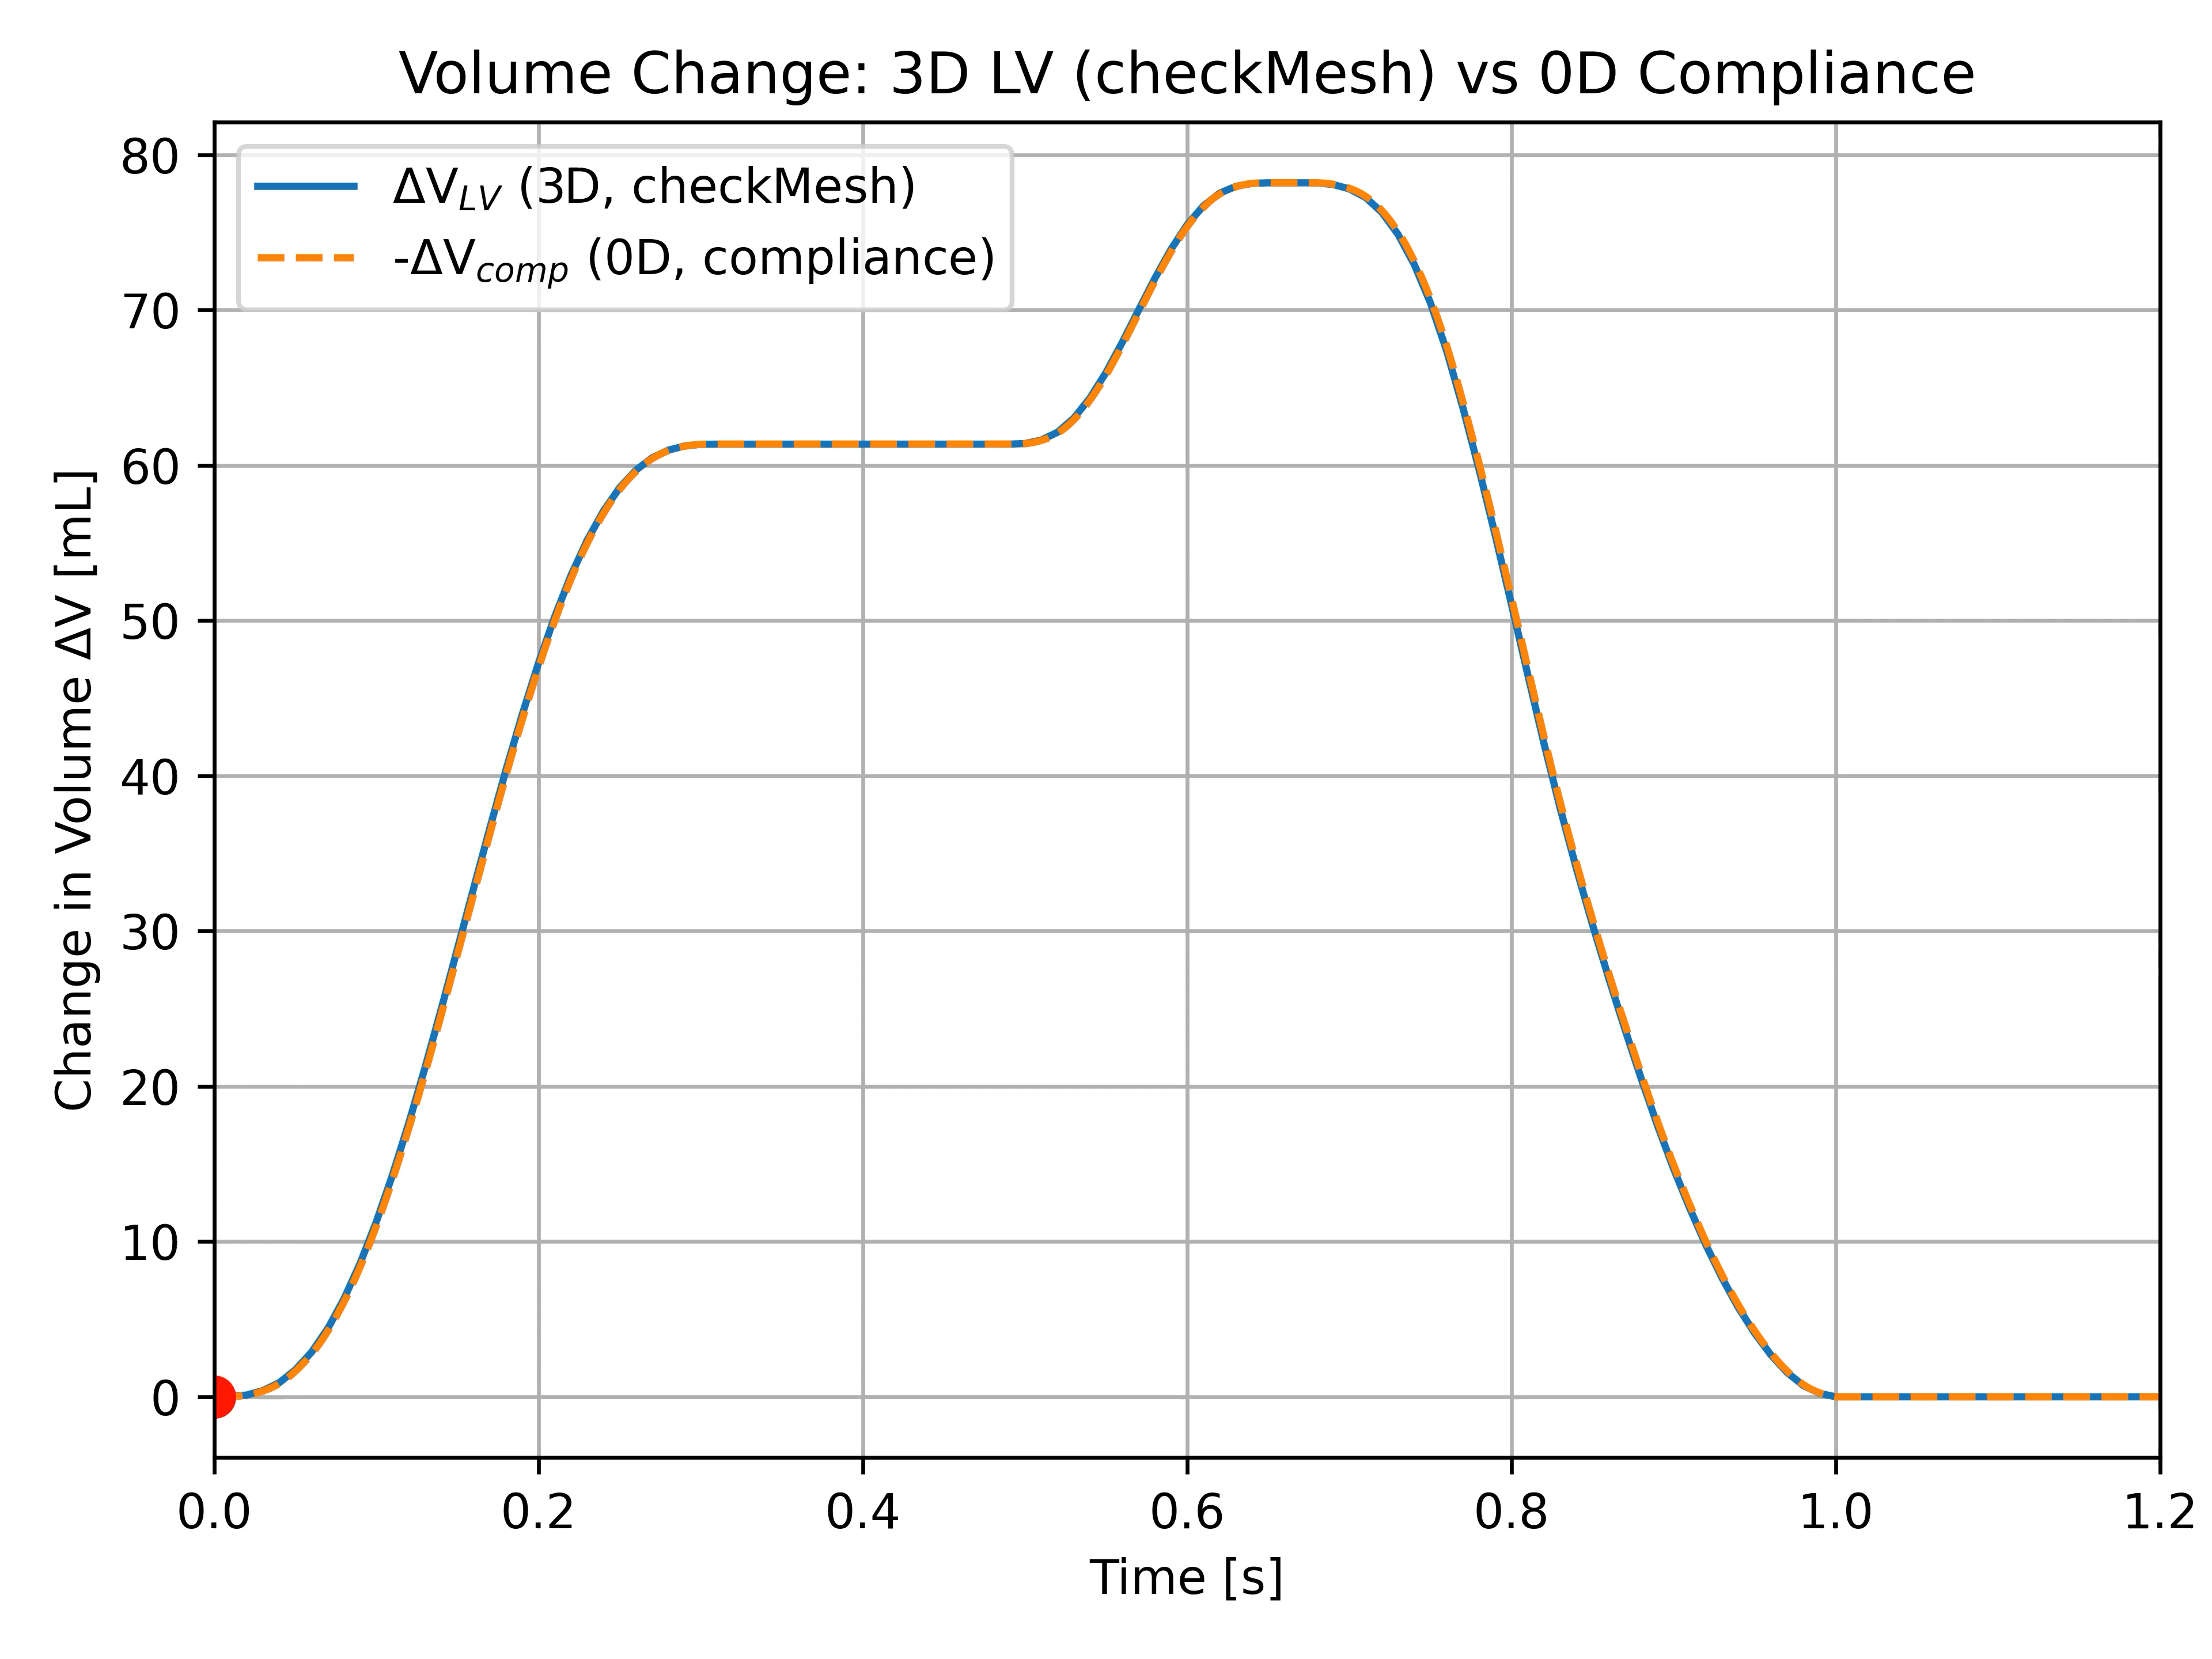 Volume Change: 3D LV (checkMesh) vs 0D Compliance
ΔV_LV (3D, checkMesh)
-ΔV_comp (0D, compliance)
Change in Volume ΔV [mL]
80
70
60
50
40
30
20
10
0
0.0 0.2 0.4 0.6 0.8 1.0 1.2
Time [s]